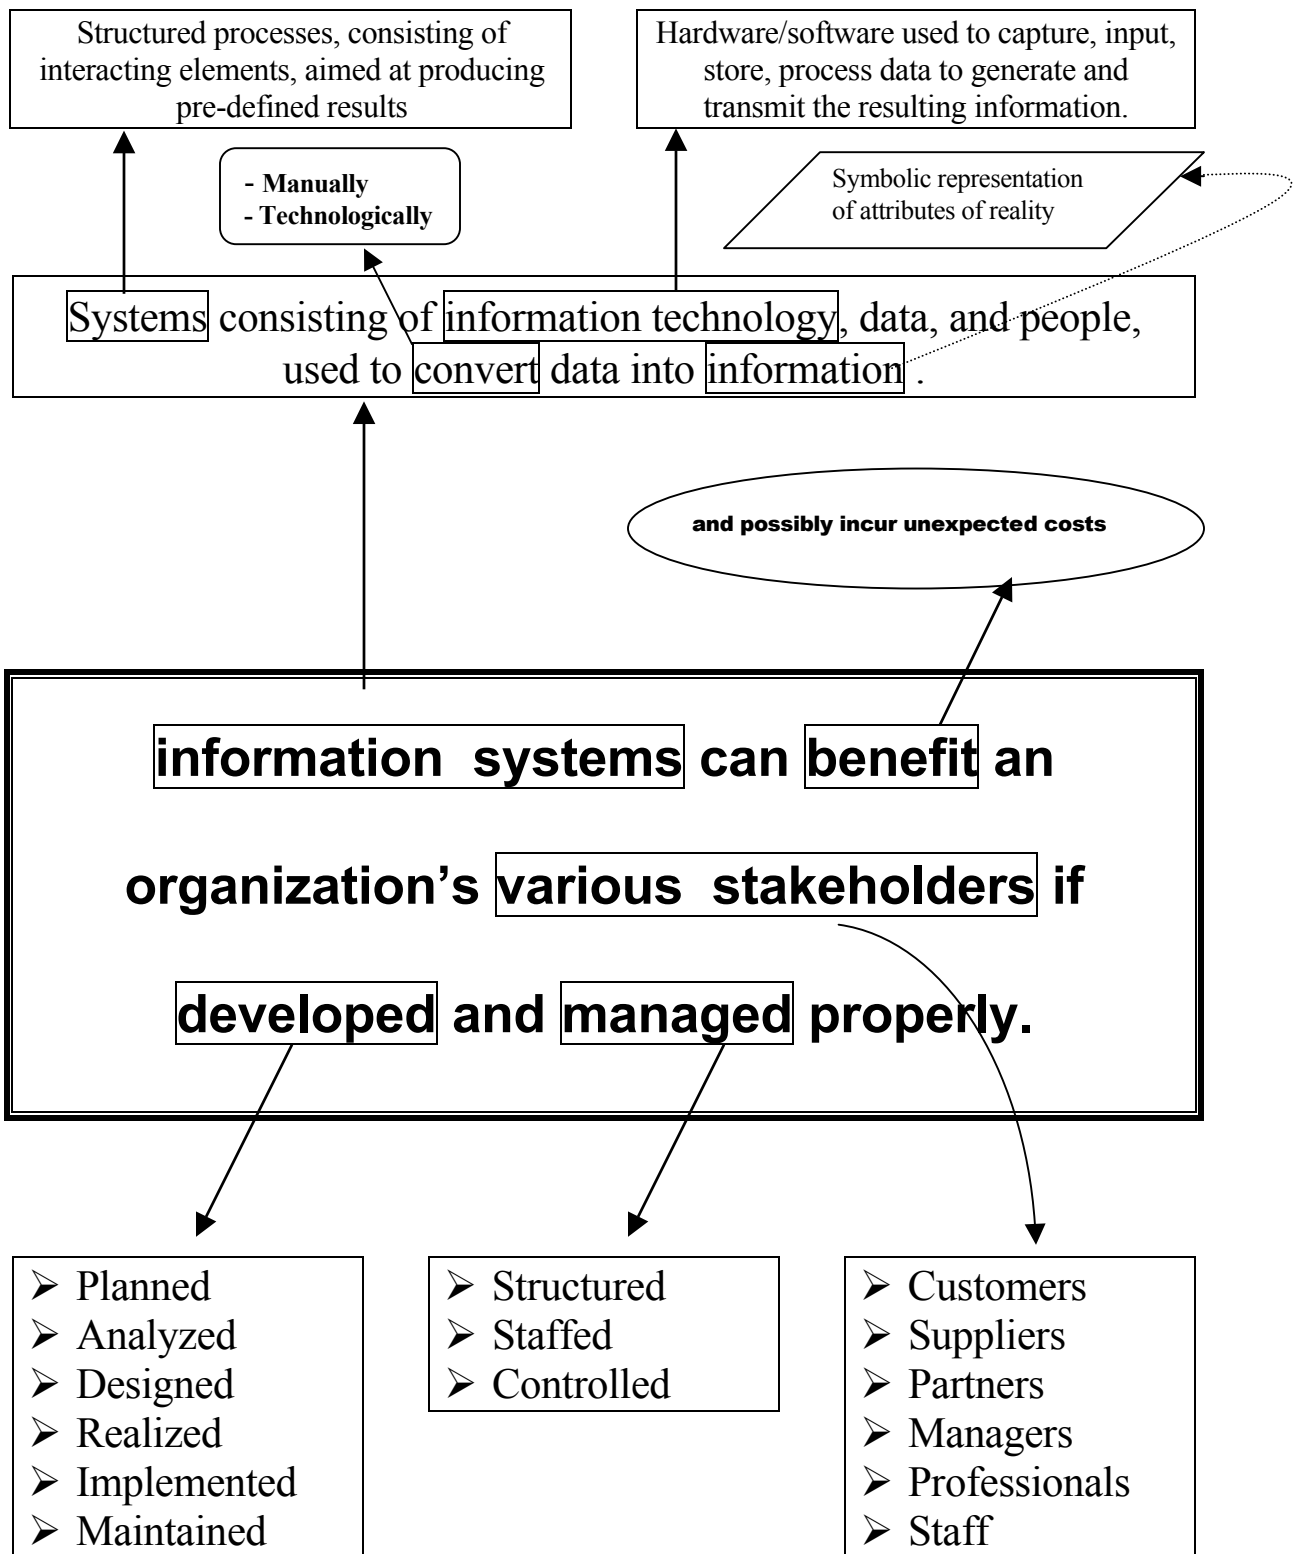 Structured processes, consisting of
interacting elements, aimed at producing
pre-defined results
Hardware/software used to capture, input,
store, process data to generate and
transmit the resulting information.
- Manually
- Technologically
Symbolic representation
of attributes of reality
Systems consisting of information technology, data, and people,
used to convert data into information .
and possibly incur unexpected costs
information systems can benefit an
organization’s various stakeholders if
developed and managed properly.
➢ Planned
➢ Analyzed
➢ Designed
➢ Realized
➢ Implemented
➢ Maintained
➢ Structured
➢ Staffed
➢ Controlled
➢ Customers
➢ Suppliers
➢ Partners
➢ Managers
➢ Professionals
➢ Staff